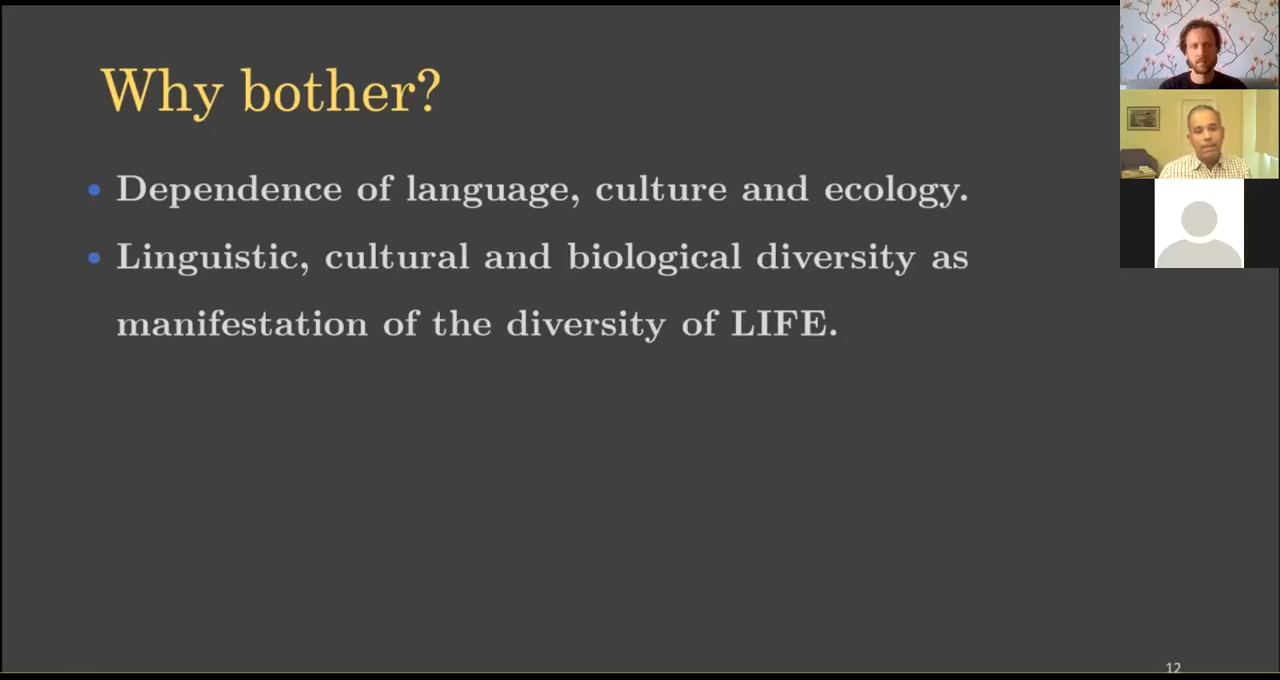 Why bother?
• Dependence of language, culture and ecology.
• Linguistic, cultural and biological diversity as
manifestation of the diversity of LIFE.
12